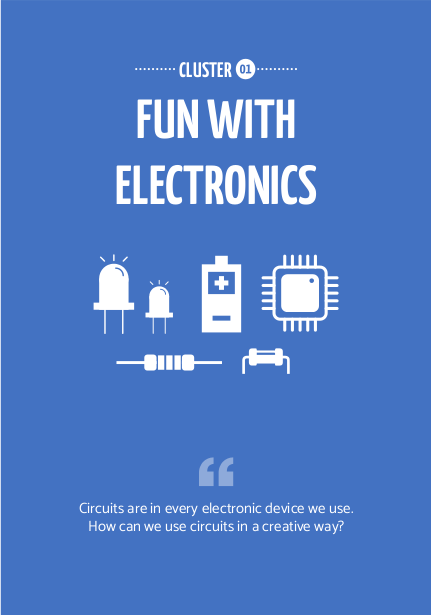 CLUSTER 01
FUN WITH
ELECTRONICS
“
Circuits are in every electronic device we use.
How can we use circuits in a creative way?